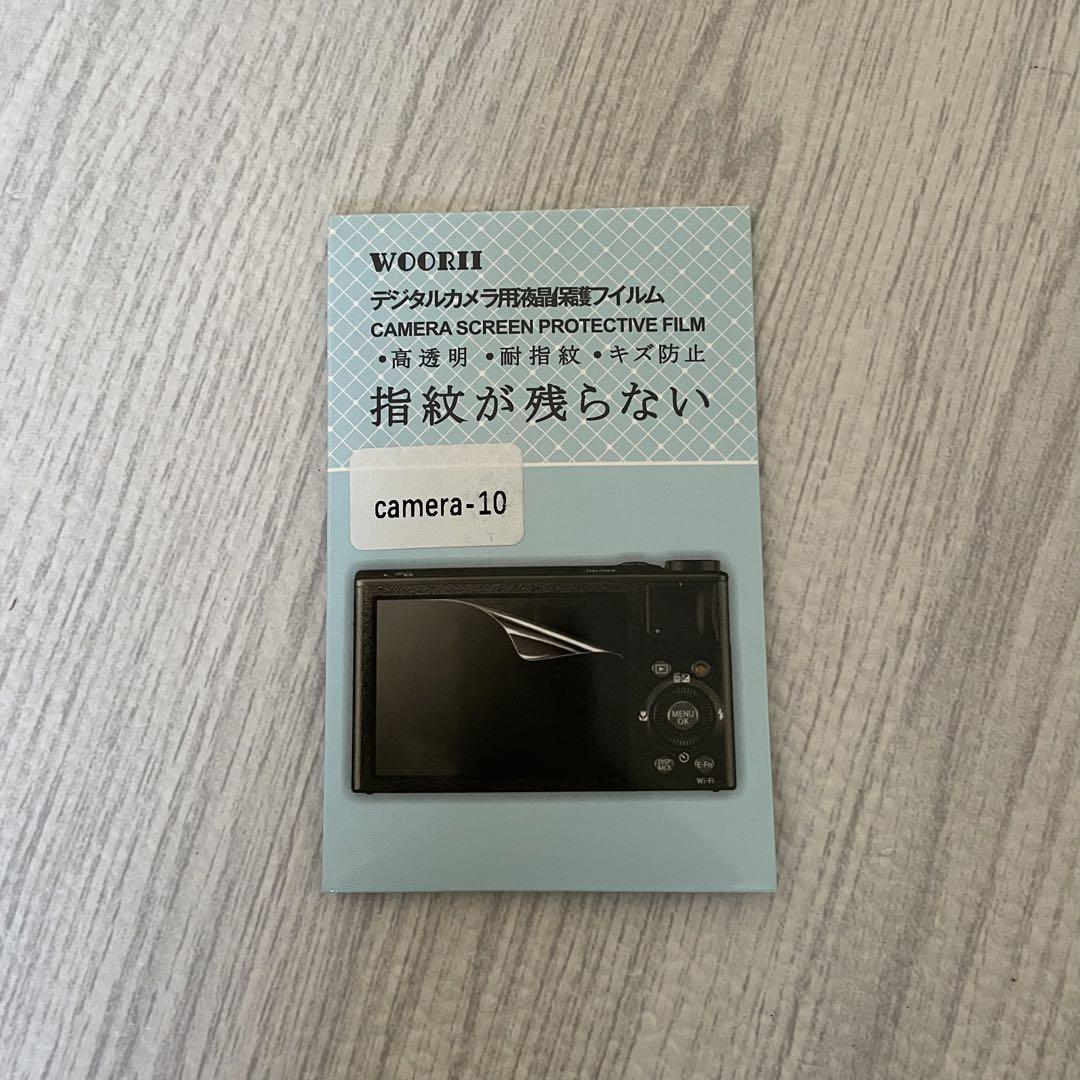 WOORII
デジタルカメラ用液晶保護フイルム
CAMERA SCREEN PROTECTIVE FILM
•高透明 •耐指紋 •キズ防止
指紋が残らない
camera-10
ON/OFF
MENU
OK
DISP
BACK
E-Fn
Wi-Fi